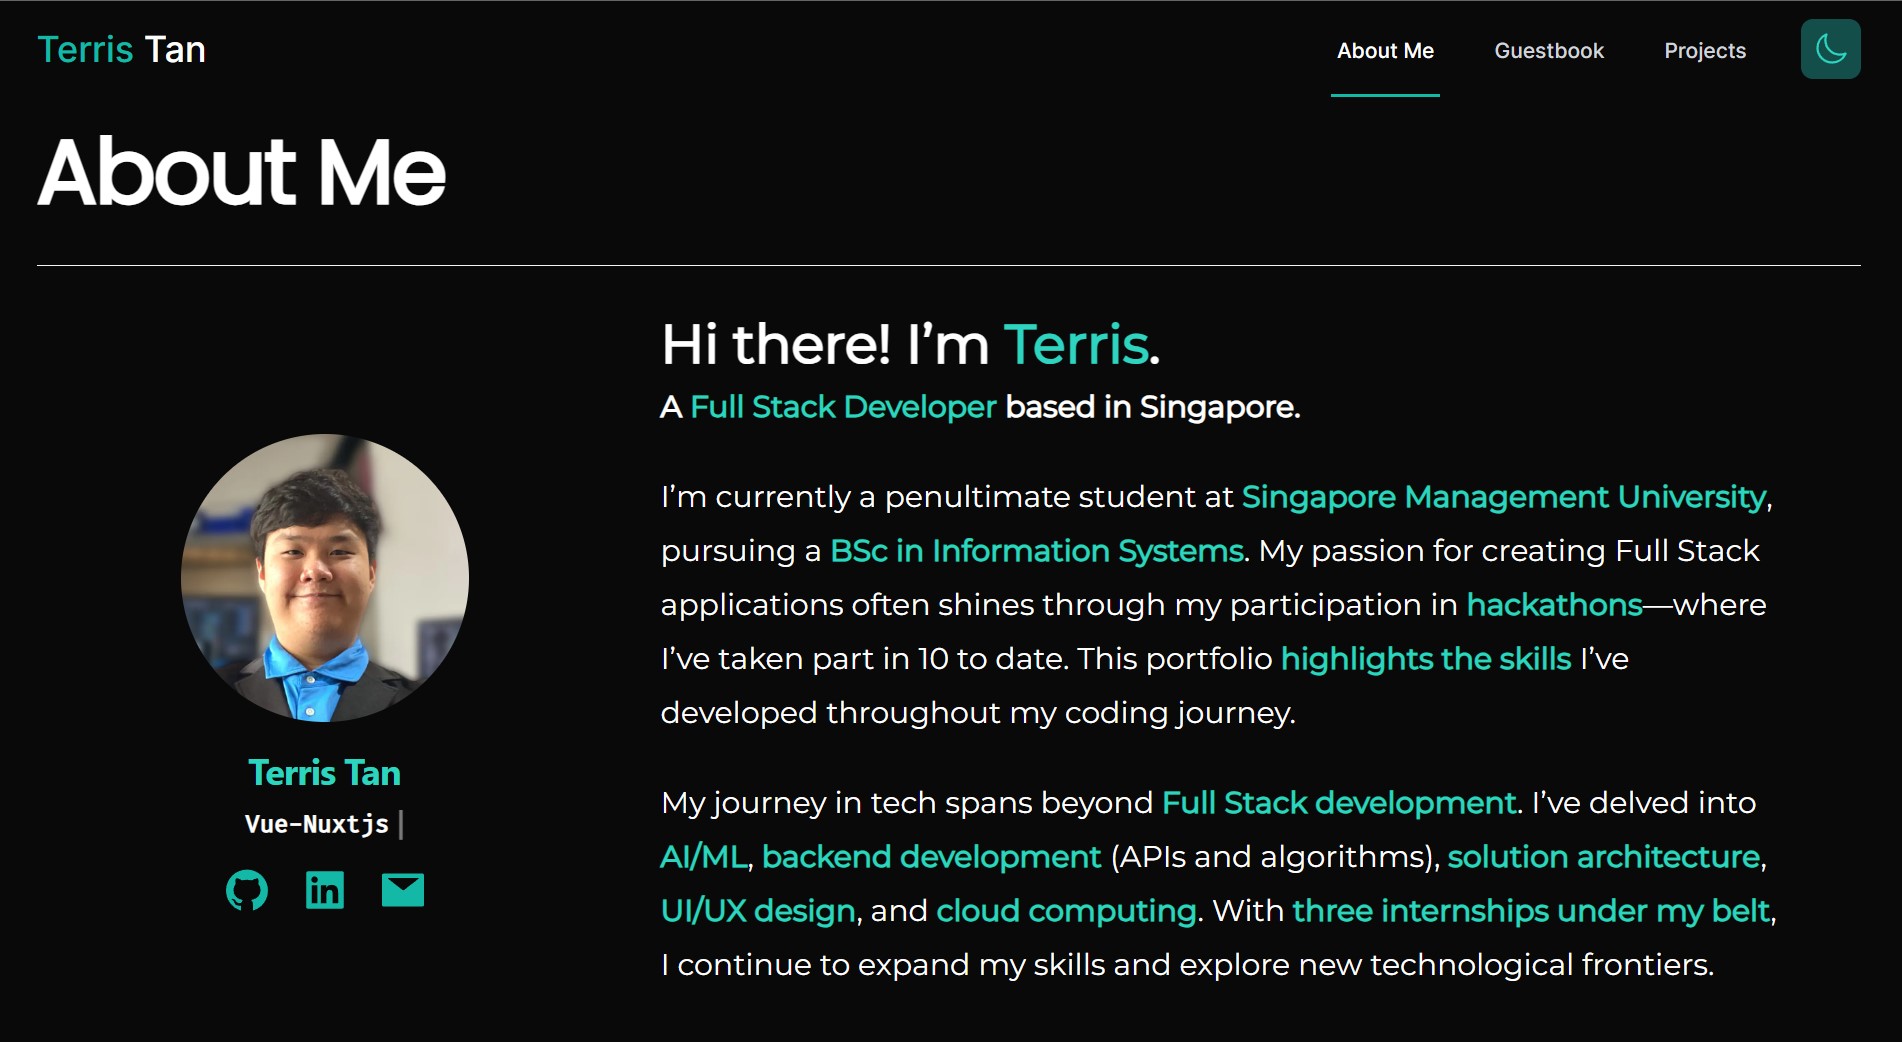 Terris Tan
About Me
Guestbook
Projects
About Me
Hi there! I’m Terris.
A Full Stack Developer based in Singapore.
I’m currently a penultimate student at Singapore Management University,
pursuing a BSc in Information Systems. My passion for creating Full Stack
applications often shines through my participation in hackathons—where
I’ve taken part in 10 to date. This portfolio highlights the skills I’ve
developed throughout my coding journey.
My journey in tech spans beyond Full Stack development. I’ve delved into
AI/ML, backend development (APIs and algorithms), solution architecture,
UI/UX design, and cloud computing. With three internships under my belt,
I continue to expand my skills and explore new technological frontiers.
Terris Tan
Vue-Nuxtjs
in